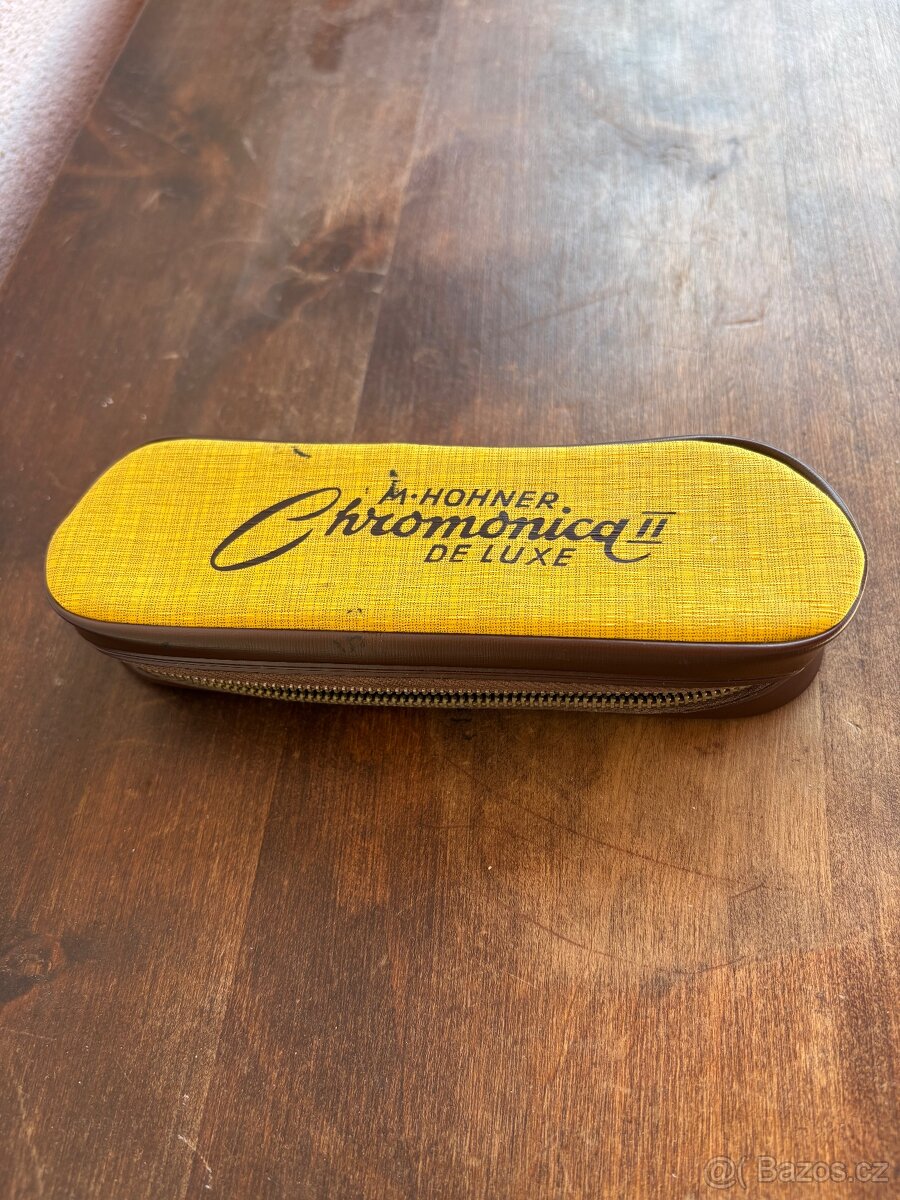 M·HOHNER
Chromonica II
DE LUXE
@( Bazos.cz